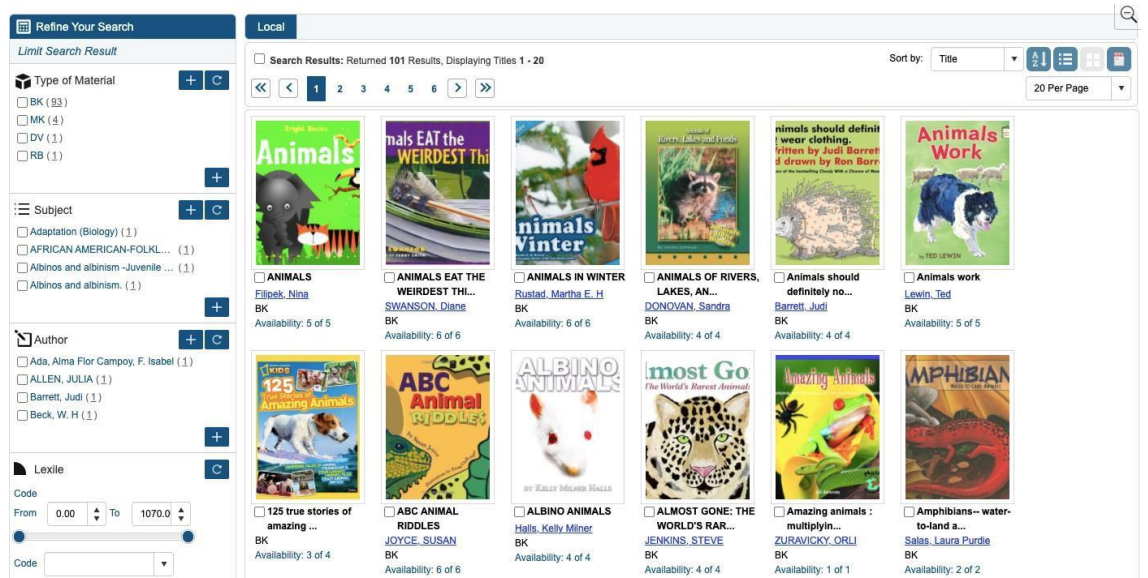 Refine Your Search
Limit Search Result
Type of Material
BK (93)
MK (4)
DV (1)
RB (1)
Subject
Adaptation (Biology) (1)
AFRICAN AMERICAN-FOLKL... (1)
Albinos and albinism -Juvenile ... (1)
Albinos and albinism. (1)
Author
Ada, Alma Flor Campoy, F. Isabel (1)
ALLEN, JULIA (1)
Barrett, Judi (1)
Beck, W. H (1)
Lexile
Code
From 0.00 To 1070.0
Code
Local
Search Results: Returned 101 Results, Displaying Titles 1 - 20
Sort by: Title
1 2 3 4 5 6
20 Per Page
Bright Basics
Animals
mals EAT the
WEIRDEST Thi
nimals
Winter
Rivers, Lakes and Ponds
nimals should definit
wear clothing.
ritten by Judi Barrett
d drawn by Ron Barr
Animals
Work
by TED LEWIN
ANIMALS
Filipek, Nina
BK
Availability: 5 of 5
ANIMALS EAT THE
WEIRDEST THI...
SWANSON, Diane
BK
Availability: 6 of 6
ANIMALS IN WINTER
Rustad, Martha E. H
BK
Availability: 6 of 6
ANIMALS OF RIVERS,
LAKES, AN...
DONOVAN, Sandra
BK
Availability: 4 of 4
Animals should
definitely no...
Barrett, Judi
BK
Availability: 4 of 4
Animals work
Lewin, Ted
BK
Availability: 5 of 5
KIDS
125
True Stories of
Amazing Animals
ABC
Animal
RIDDLES
ALBINO
ANIMALS
BY KELLY MILNER HALLS
lmost Go
The World's Rarest Animal
Amazing Animals
MPHIBIAN
125 true stories of
amazing ...
BK
Availability: 3 of 4
ABC ANIMAL
RIDDLES
JOYCE, SUSAN
BK
Availability: 6 of 6
ALBINO ANIMALS
Halls, Kelly Milner
BK
Availability: 4 of 4
ALMOST GONE: THE
WORLD'S RAR...
JENKINS, STEVE
BK
Availability: 4 of 4
Amazing animals :
multiplyin...
ZURAVICKY, ORLI
BK
Availability: 1 of 1
Amphibians-- water-
to-land a...
Salas, Laura Purdie
BK
Availability: 2 of 2